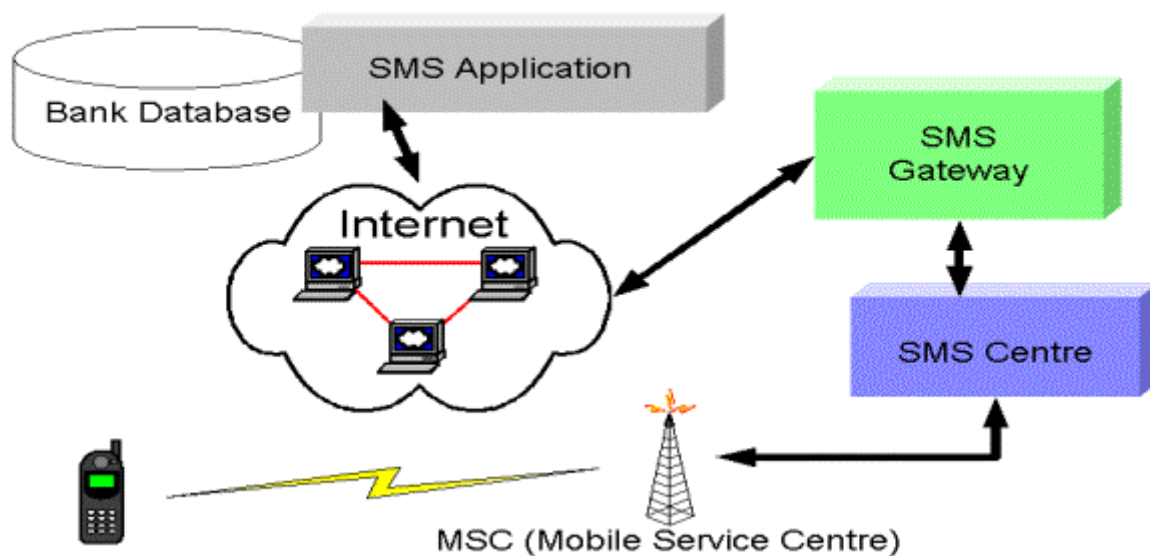 SMS Application
Bank Database
SMS
Gateway
Internet
SMS Centre
MSC (Mobile Service Centre)